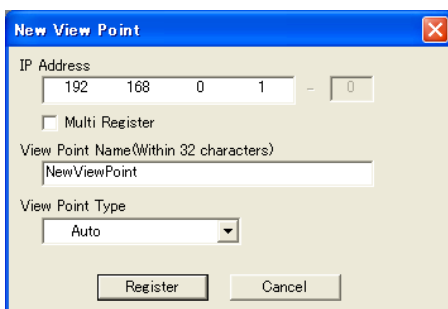 New View Point
IP Address
192 168 0 1 - 0
Multi Register
View Point Name(Within 32 characters)
NewViewPoint
View Point Type
Auto
Register Cancel